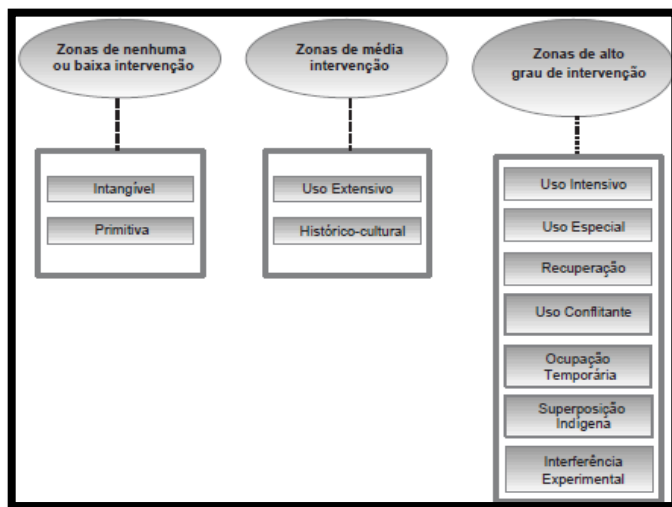 Zonas de nenhuma
ou baixa intervenção
Intangível
Primitiva
Zonas de média
intervenção
Uso Extensivo
Histórico-cultural
Zonas de alto
grau de intervenção
Uso Intensivo
Uso Especial
Recuperação
Uso Conflitante
Ocupação
Temporária
Superposição
Indígena
Interferência
Experimental